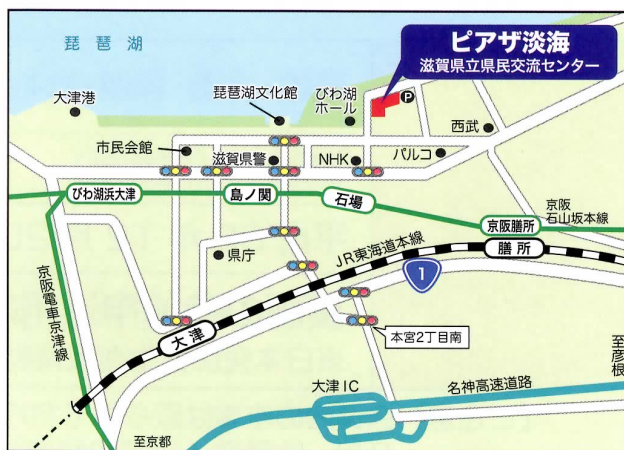 琵琶湖
ピアザ淡海
滋賀県立県民交流センター
大津港
琵琶湖文化館
びわ湖
ホール
P
西武
市民会館
滋賀県警
NHK
パルコ
びわ湖浜大津
島ノ関
石場
京阪膳所
京阪
石山坂本線
県庁
JR東海道本線
膳所
1
京阪電車京津線
大津
本宮2丁目南
至彦根
大津IC
名神高速道路
至京都